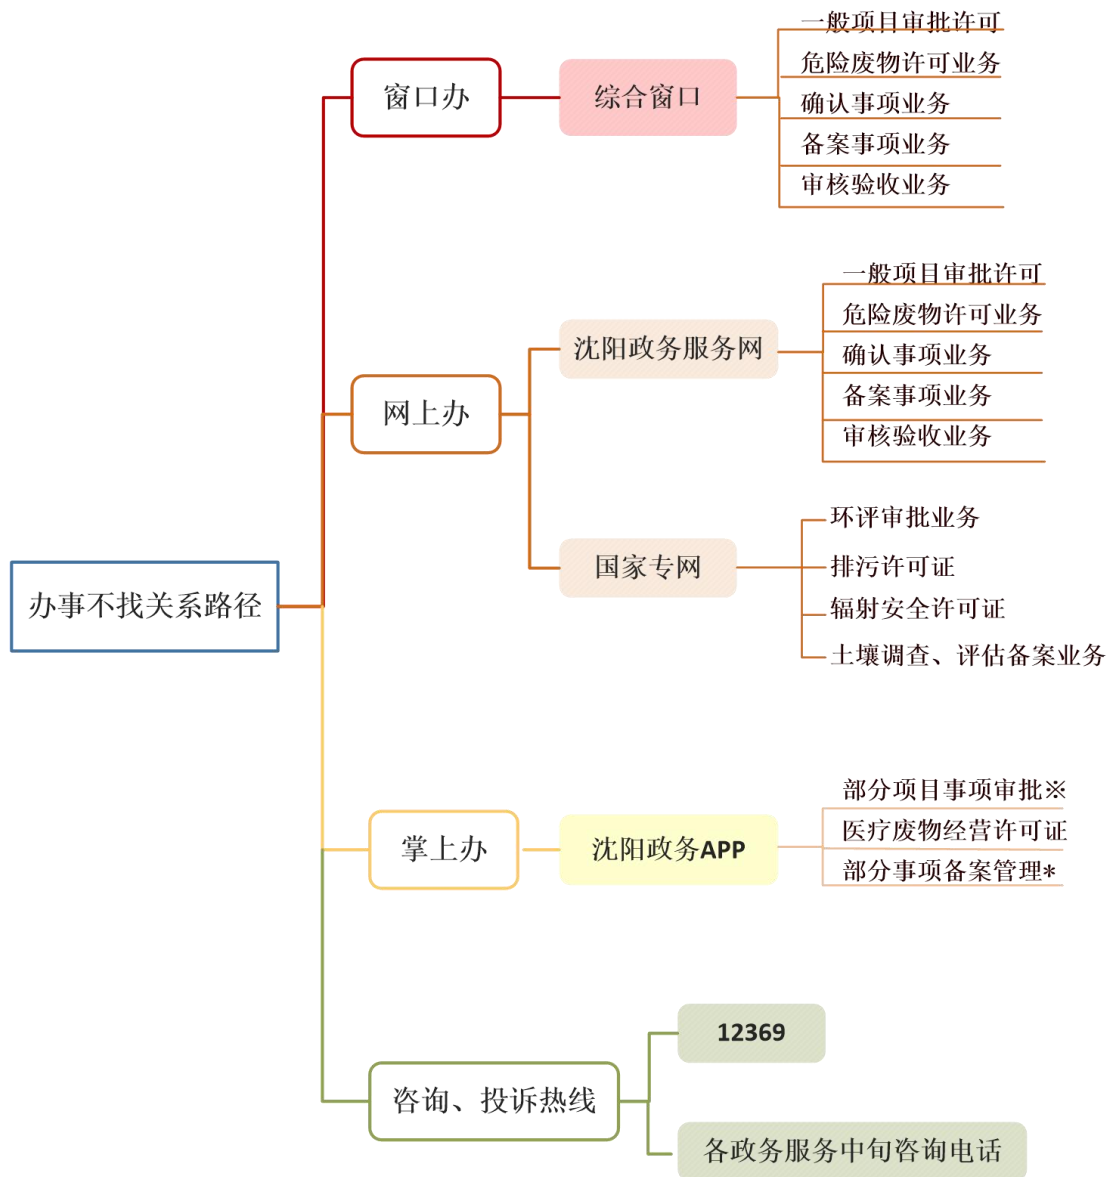 办事不找关系路径
窗口办
综合窗口
一般项目审批许可
危险废物许可业务
确认事项业务
备案事项业务
审核验收业务
网上办
沈阳政务服务网
一般项目审批许可
危险废物许可业务
确认事项业务
备案事项业务
审核验收业务
国家专网
环评审批业务
排污许可证
辐射安全许可证
土壤调查、评估备案业务
掌上办
沈阳政务APP
部分项目事项审批※
医疗废物经营许可证
部分事项备案管理*
咨询、投诉热线
12369
各政务服务中旬咨询电话